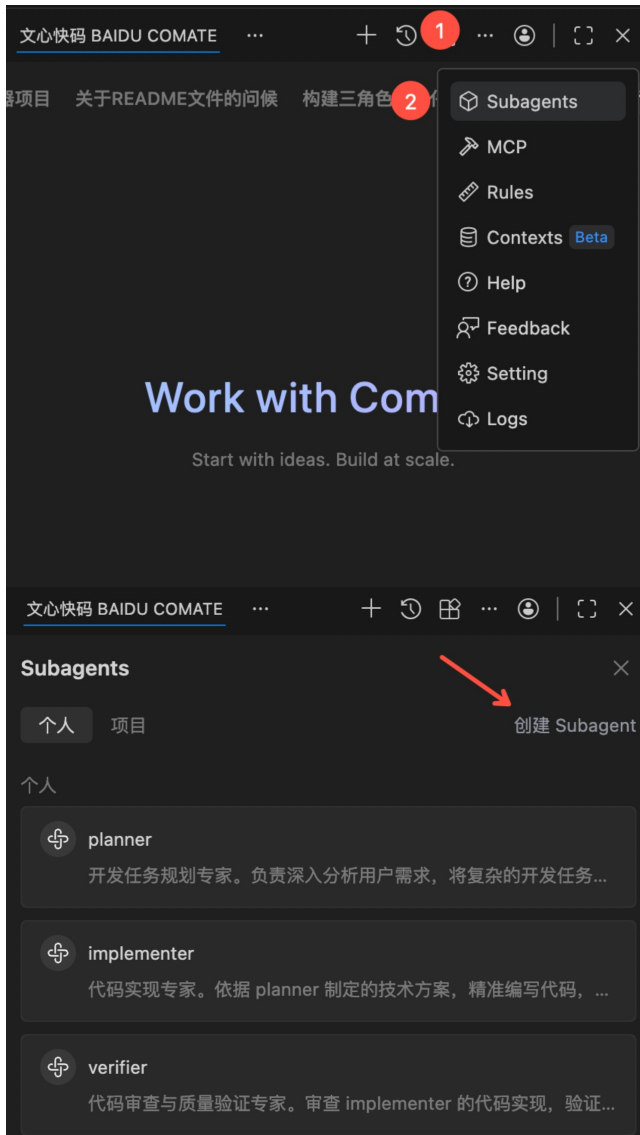 文心快码 BAIDU COMATE ...
1
器项目 关于README文件的问候 构建三角色
2
Subagents
MCP
Rules
Contexts Beta
Help
Feedback
Setting
Logs
Work with Com
Start with ideas. Build at scale.
文心快码 BAIDU COMATE ...
Subagents
个人 项目 创建 Subagent
个人
planner
开发任务规划专家。负责深入分析用户需求，将复杂的开发任务...
implementer
代码实现专家。依据 planner 制定的技术方案，精准编写代码，...
verifier
代码审查与质量验证专家。审查 implementer 的代码实现，验证...